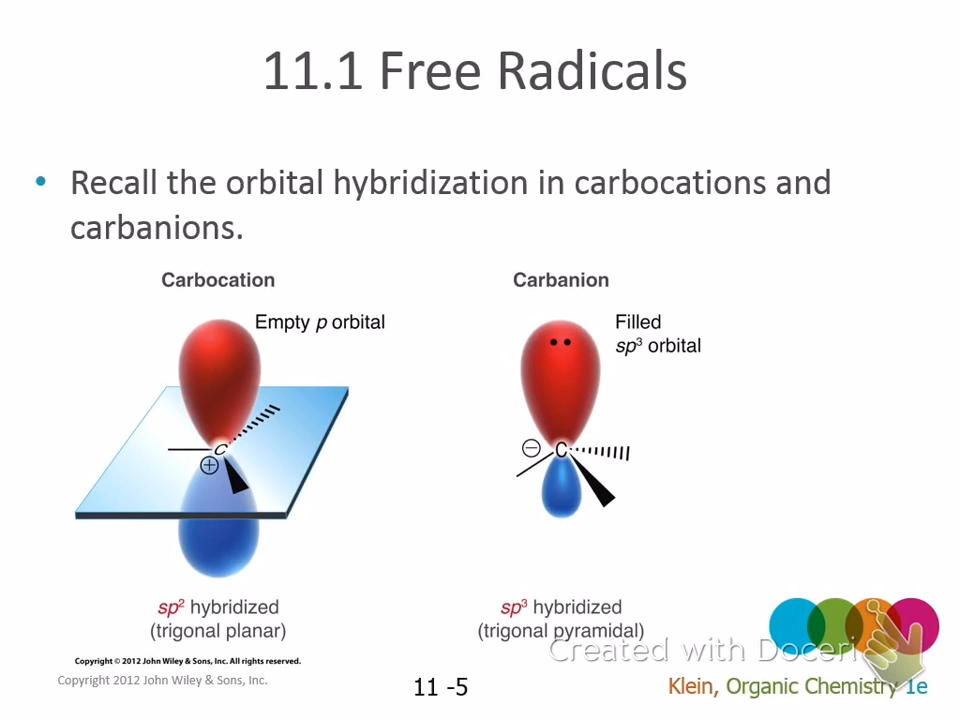 11.1 Free Radicals
• Recall the orbital hybridization in carbocations and
carbanions.
Carbocation
Empty p orbital
C
⊕
sp² hybridized
(trigonal planar)
Carbanion
Filled
sp³ orbital
⊖ C
sp³ hybridized
(trigonal pyramidal)
Created with Doceri
Copyright © 2012 John Wiley & Sons, Inc. All rights reserved.
Copyright 2012 John Wiley & Sons, Inc.
11 -5
Klein, Organic Chemistry 1e